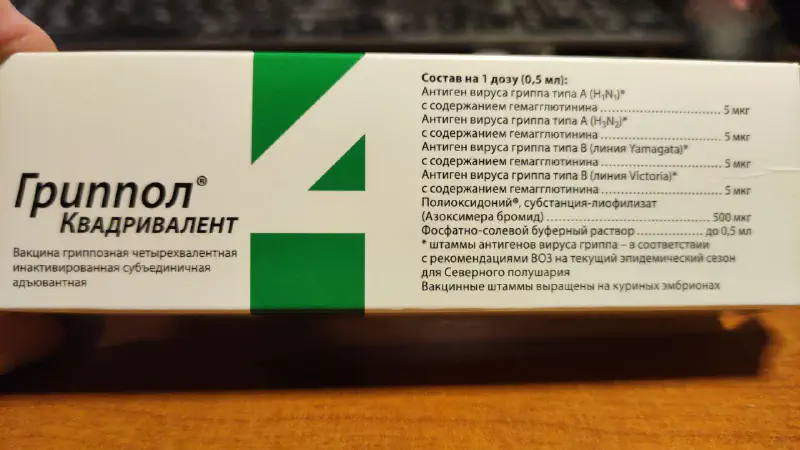 Гриппол®
КВАДРИВАЛЕНТ
Вакцина гриппозная четырехвалентная
инактивированная субъединичная
адъювантная
4
Состав на 1 дозу (0,5 мл):
Антиген вируса гриппа типа А (H₁N₁)*
с содержанием гемагглютинина ........................ 5 мкг
Антиген вируса гриппа типа А (H₃N₂)*
с содержанием гемагглютинина ........................ 5 мкг
Антиген вируса гриппа типа В (линия Yamagata)*
с содержанием гемагглютинина ........................ 5 мкг
Антиген вируса гриппа типа В (линия Victoria)*
с содержанием гемагглютинина ........................ 5 мкг
Полиоксидоний®, субстанция-лиофилизат
(Азоксимера бромид) ........................ 500 мкг
Фосфатно-солевой буферный раствор ............ до 0,5 мл
* штаммы антигенов вируса гриппа – в соответствии
с рекомендациями ВОЗ на текущий эпидемический сезон
для Северного полушария
Вакцинные штаммы выращены на куриных эмбрионах